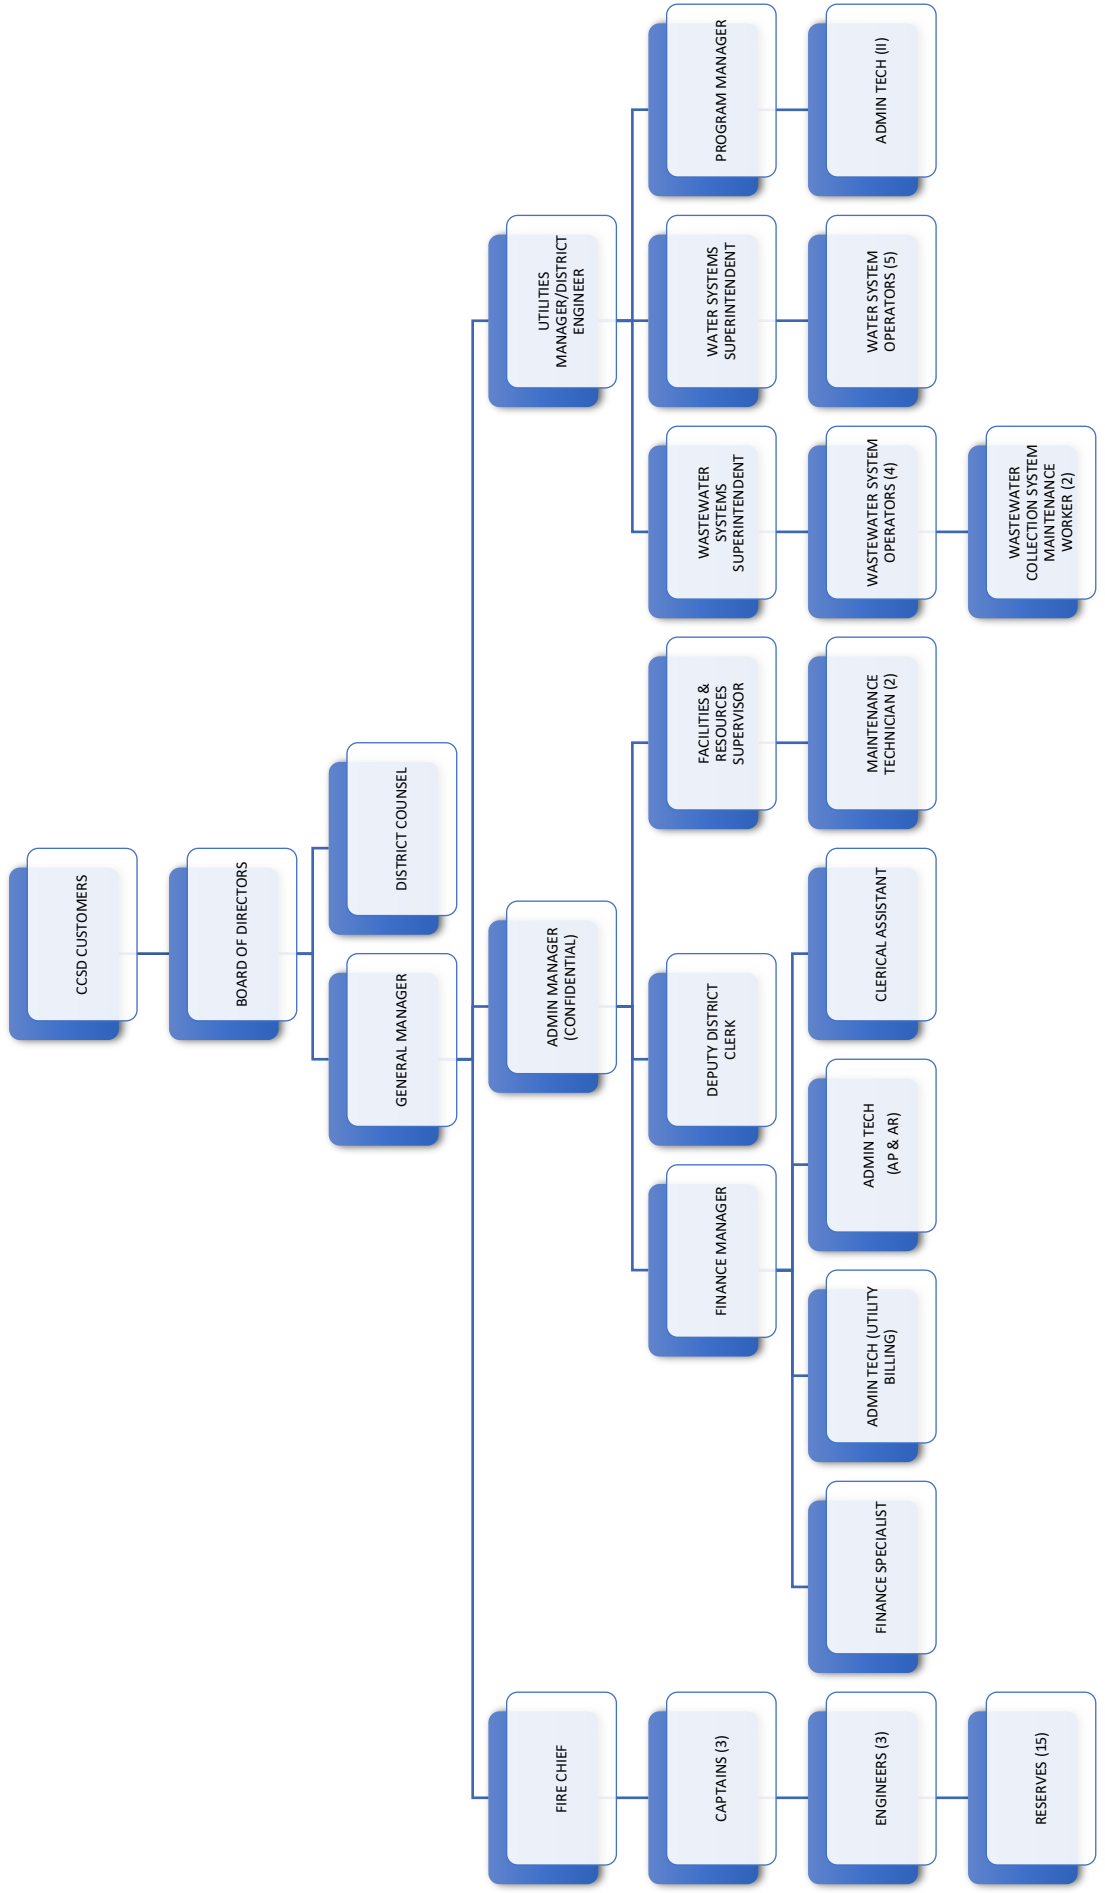 CCSD CUSTOMERS
BOARD OF DIRECTORS
GENERAL MANAGER
DISTRICT COUNSEL
FIRE CHIEF
ADMIN MANAGER
(CONFIDENTIAL)
UTILITIES
MANAGER/DISTRICT
ENGINEER
CAPTAINS (3)
FINANCE MANAGER
DEPUTY DISTRICT
CLERK
FACILITIES &
RESOURCES
SUPERVISOR
WASTEWATER
SYSTEMS
SUPERINTENDENT
WATER SYSTEMS
SUPERINTENDENT
PROGRAM MANAGER
ENGINEERS (3)
FINANCE SPECIALIST
ADMIN TECH (UTILITY
BILLING)
ADMIN TECH
(AP & AR)
CLERICAL ASSISTANT
MAINTENANCE
TECHNICIAN (2)
WASTEWATER SYSTEM
OPERATORS (4)
WATER SYSTEM
OPERATORS (5)
ADMIN TECH (II)
RESERVES (15)
WASTEWATER
COLLECTION SYSTEM
MAINTENANCE
WORKER (2)